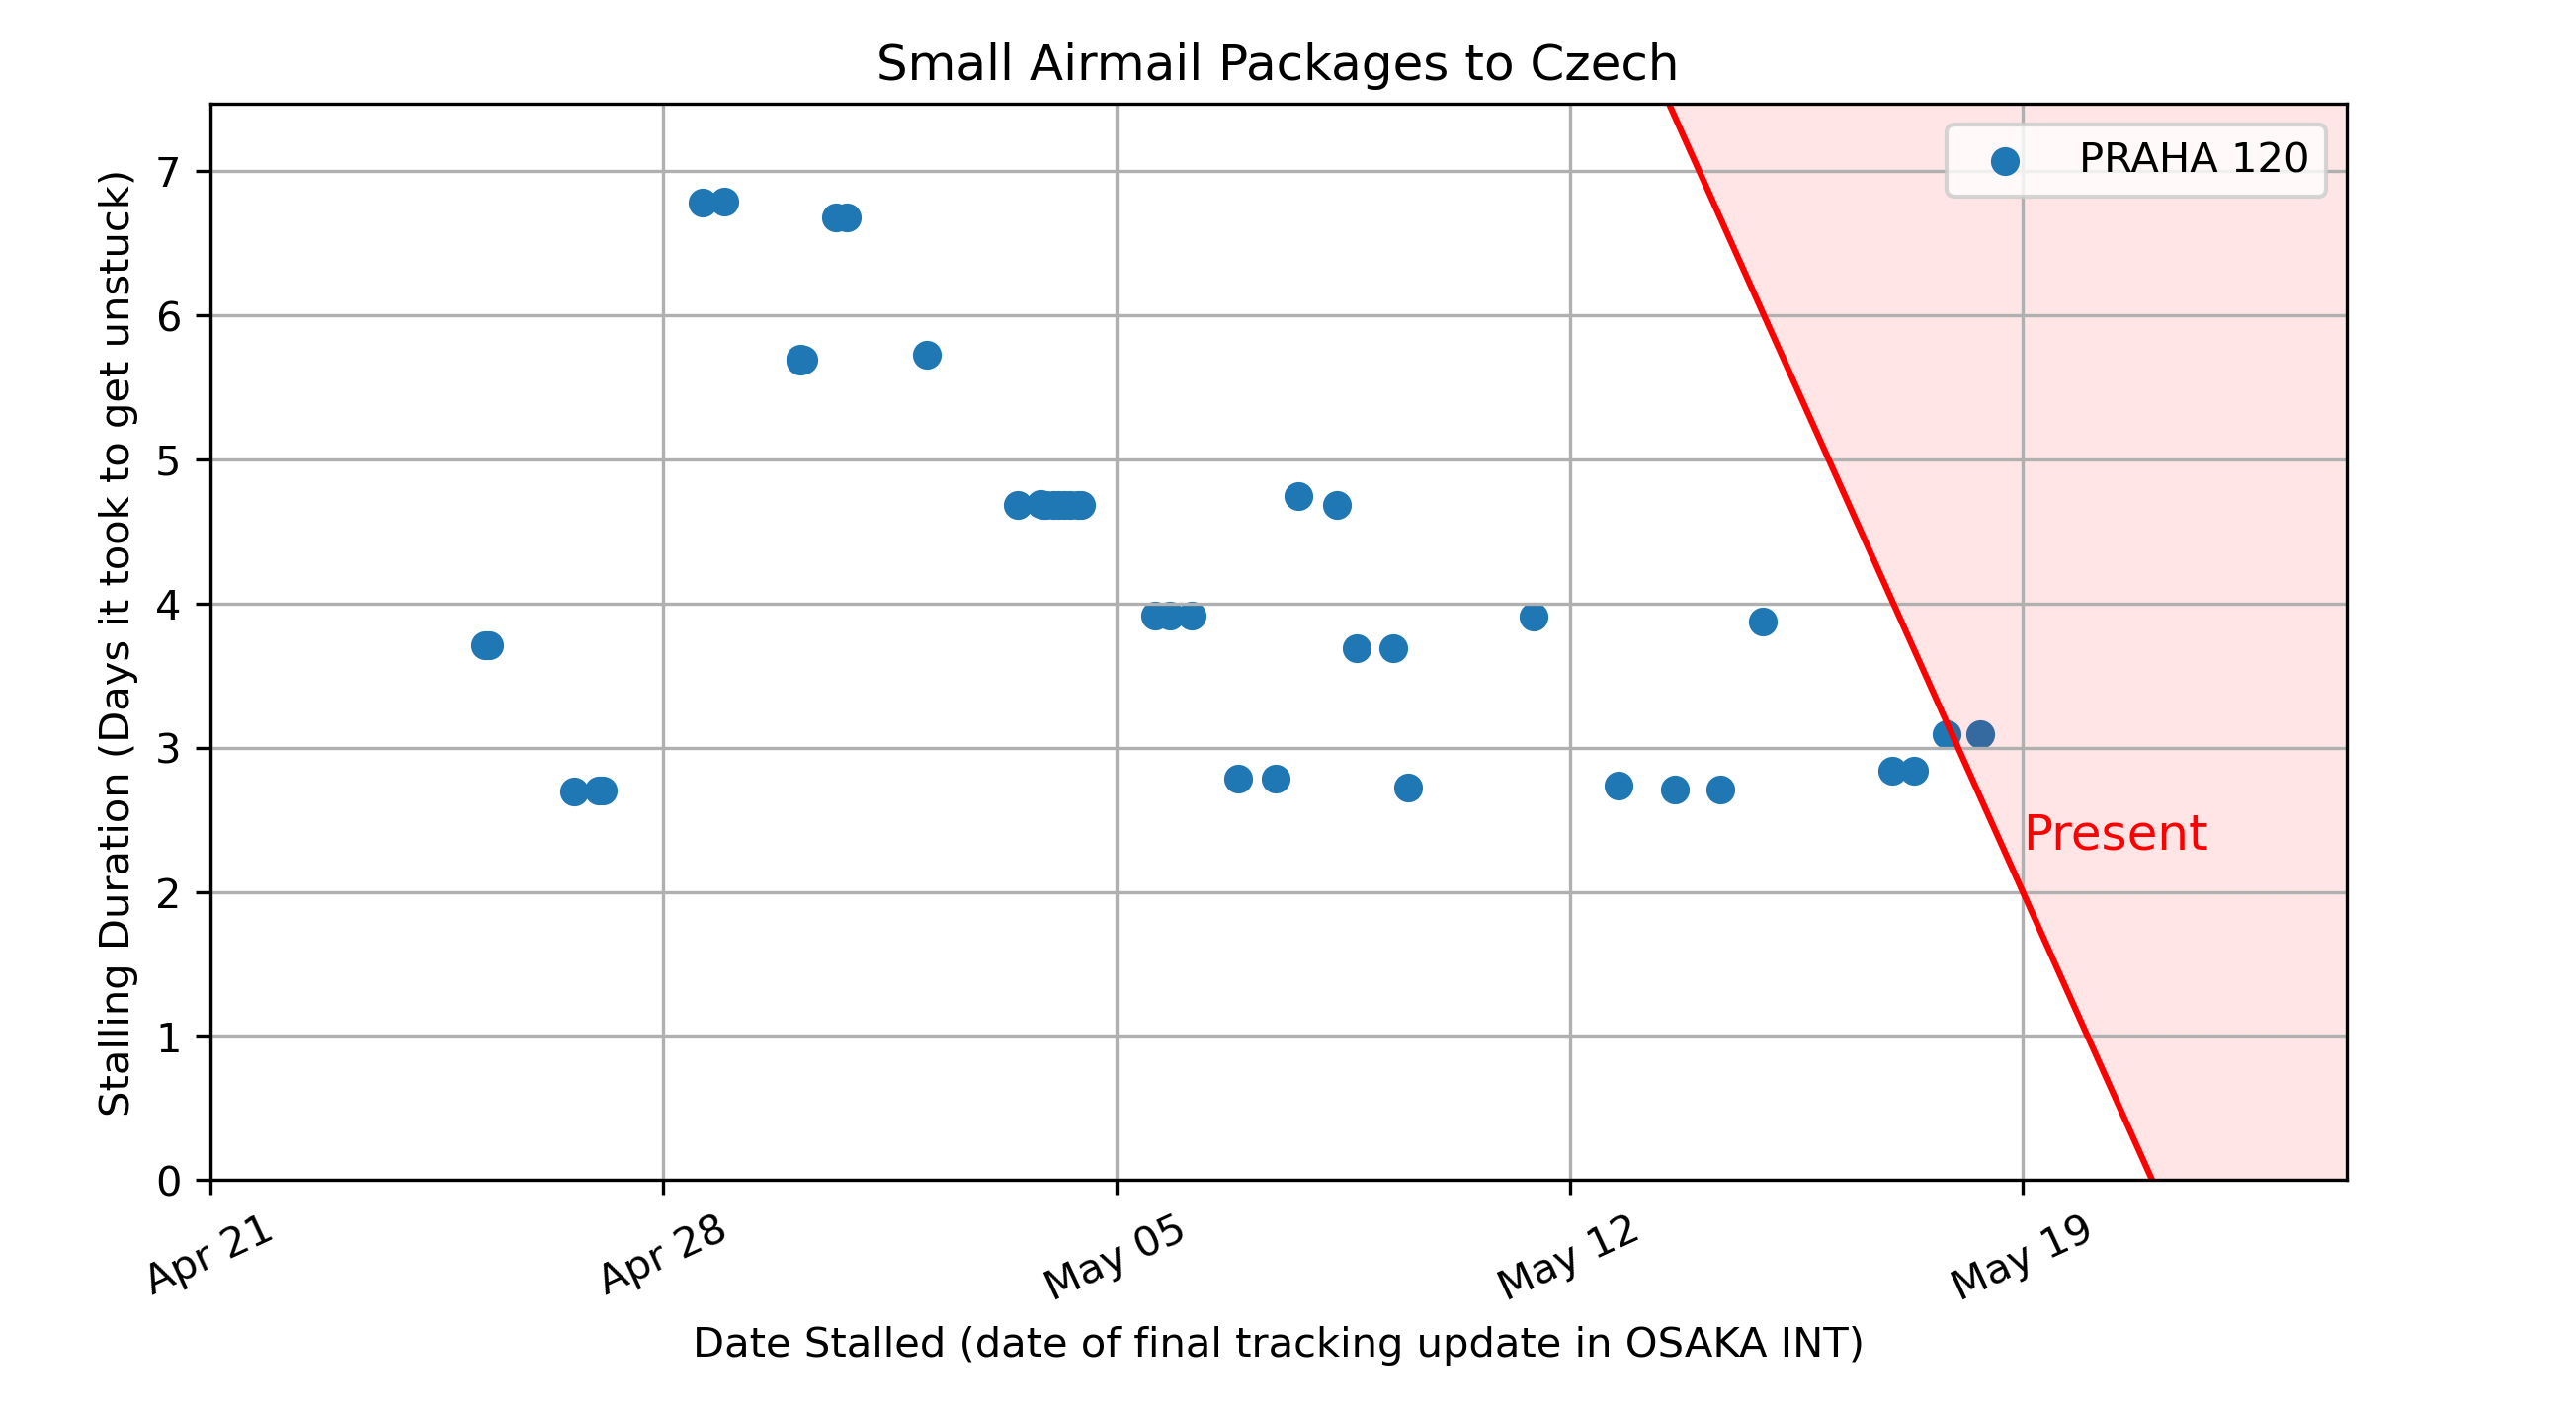 Small Airmail Packages to Czech
PRAHA 120
Stalling Duration (Days it took to get unstuck)
7
6
5
4
3
2
1
0
Present
Apr 21
Apr 28
May 05
May 12
May 19
Date Stalled (date of final tracking update in OSAKA INT)